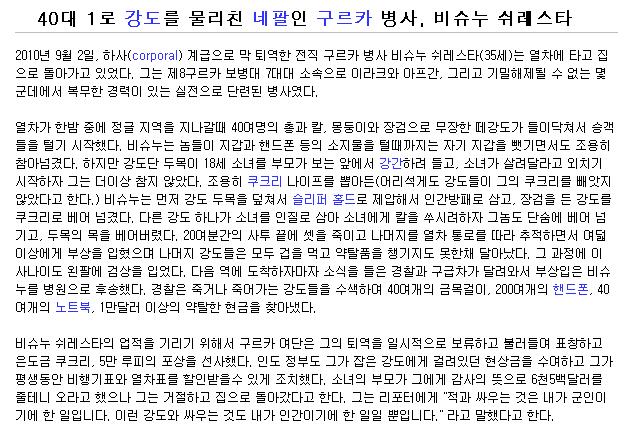 40대 1로 강도를 물리친 네팔인 구르카 병사, 비슈누 쉬레스타
2010년 9월 2일, 하사(corporal) 계급으로 막 퇴역한 전직 구르카 병사 비슈누 쉬레스타(35세)는 열차에 타고 집
으로 돌아가고 있었다. 그는 제8구르카 보병대 7대대 소속으로 이라크와 아프간, 그리고 기밀해제될 수 없는 몇
군데에서 복무한 경력이 있는 실전으로 단련된 병사였다.
열차가 한밤 중에 정글 지역을 지나갈때 40여명의 총과 칼, 몽둥이와 장검으로 무장한 떼강도가 들이닥쳐서 승객
들을 털기 시작했다. 비슈누는 놈들이 지갑과 핸드폰 등의 소지물을 털때까지는 자기 지갑을 뺏기면서도 조용히
참아넘겼다. 하지만 강도단 두목이 18세 소녀를 부모가 보는 앞에서 강간하려 들고, 소녀가 살려달라고 외치기
시작하자 그는 더이상 참지 않았다. 조용히 쿠크리 나이프를 뽑아든(어리석게도 강도들이 그의 쿠크리를 빼앗지
않았다고 한다.) 비슈누는 먼저 강도 두목을 덮쳐서 슬리퍼 홀드로 제압해서 인간방패로 삼고, 장검을 든 강도를
쿠크리로 베어 넘겼다. 다른 강도 하나가 소녀를 인질로 삼아 소녀에게 칼을 쑤시려하자 그놈도 단숨에 베어 넘
기고, 두목의 목을 베어버렸다. 20여분간의 사투 끝에 셋을 죽이고 나머지를 열차 통로를 따라 추적하면서 여덟
이상에게 부상을 입혔으며 나머지 강도들은 모두 겁을 먹고 약탈품을 챙기지도 못한채 달아났다. 그 과정에 이
사나이도 왼팔에 검상을 입었다. 다음 역에 도착하자마자 소식을 들은 경찰과 구급차가 달려와서 부상입은 비슈
누를 병원으로 후송했다. 경찰은 죽거나 죽어가는 강도들을 수색하여 40여개의 금목걸이, 200여개의 핸드폰, 40
여개의 노트북, 1만달러 이상의 약탈한 현금을 찾아냈다.
비슈누 쉬레스타의 업적을 기리기 위해서 구르카 여단은 그의 퇴역을 일시적으로 보류하고 불러들여 표창하고
은도금 쿠크리, 5만 루피의 포상을 선사했다. 인도 정부도 그가 잡은 강도에게 걸려있던 현상금을 수여하고 그가
평생동안 비행기표와 열차표를 할인받을수 있게 조치했다. 소녀의 부모가 그에게 감사의 뜻으로 6천5백달러를
줄테니 오라고 했으나 그는 거절하고 집으로 돌아갔다고 한다. 그는 리포터에게 "적과 싸우는 것은 내가 군인이
기에 한 일입니다. 이런 강도와 싸우는 것도 내가 인간이기에 한 일일 뿐입니다." 라고 말했다고 한다.